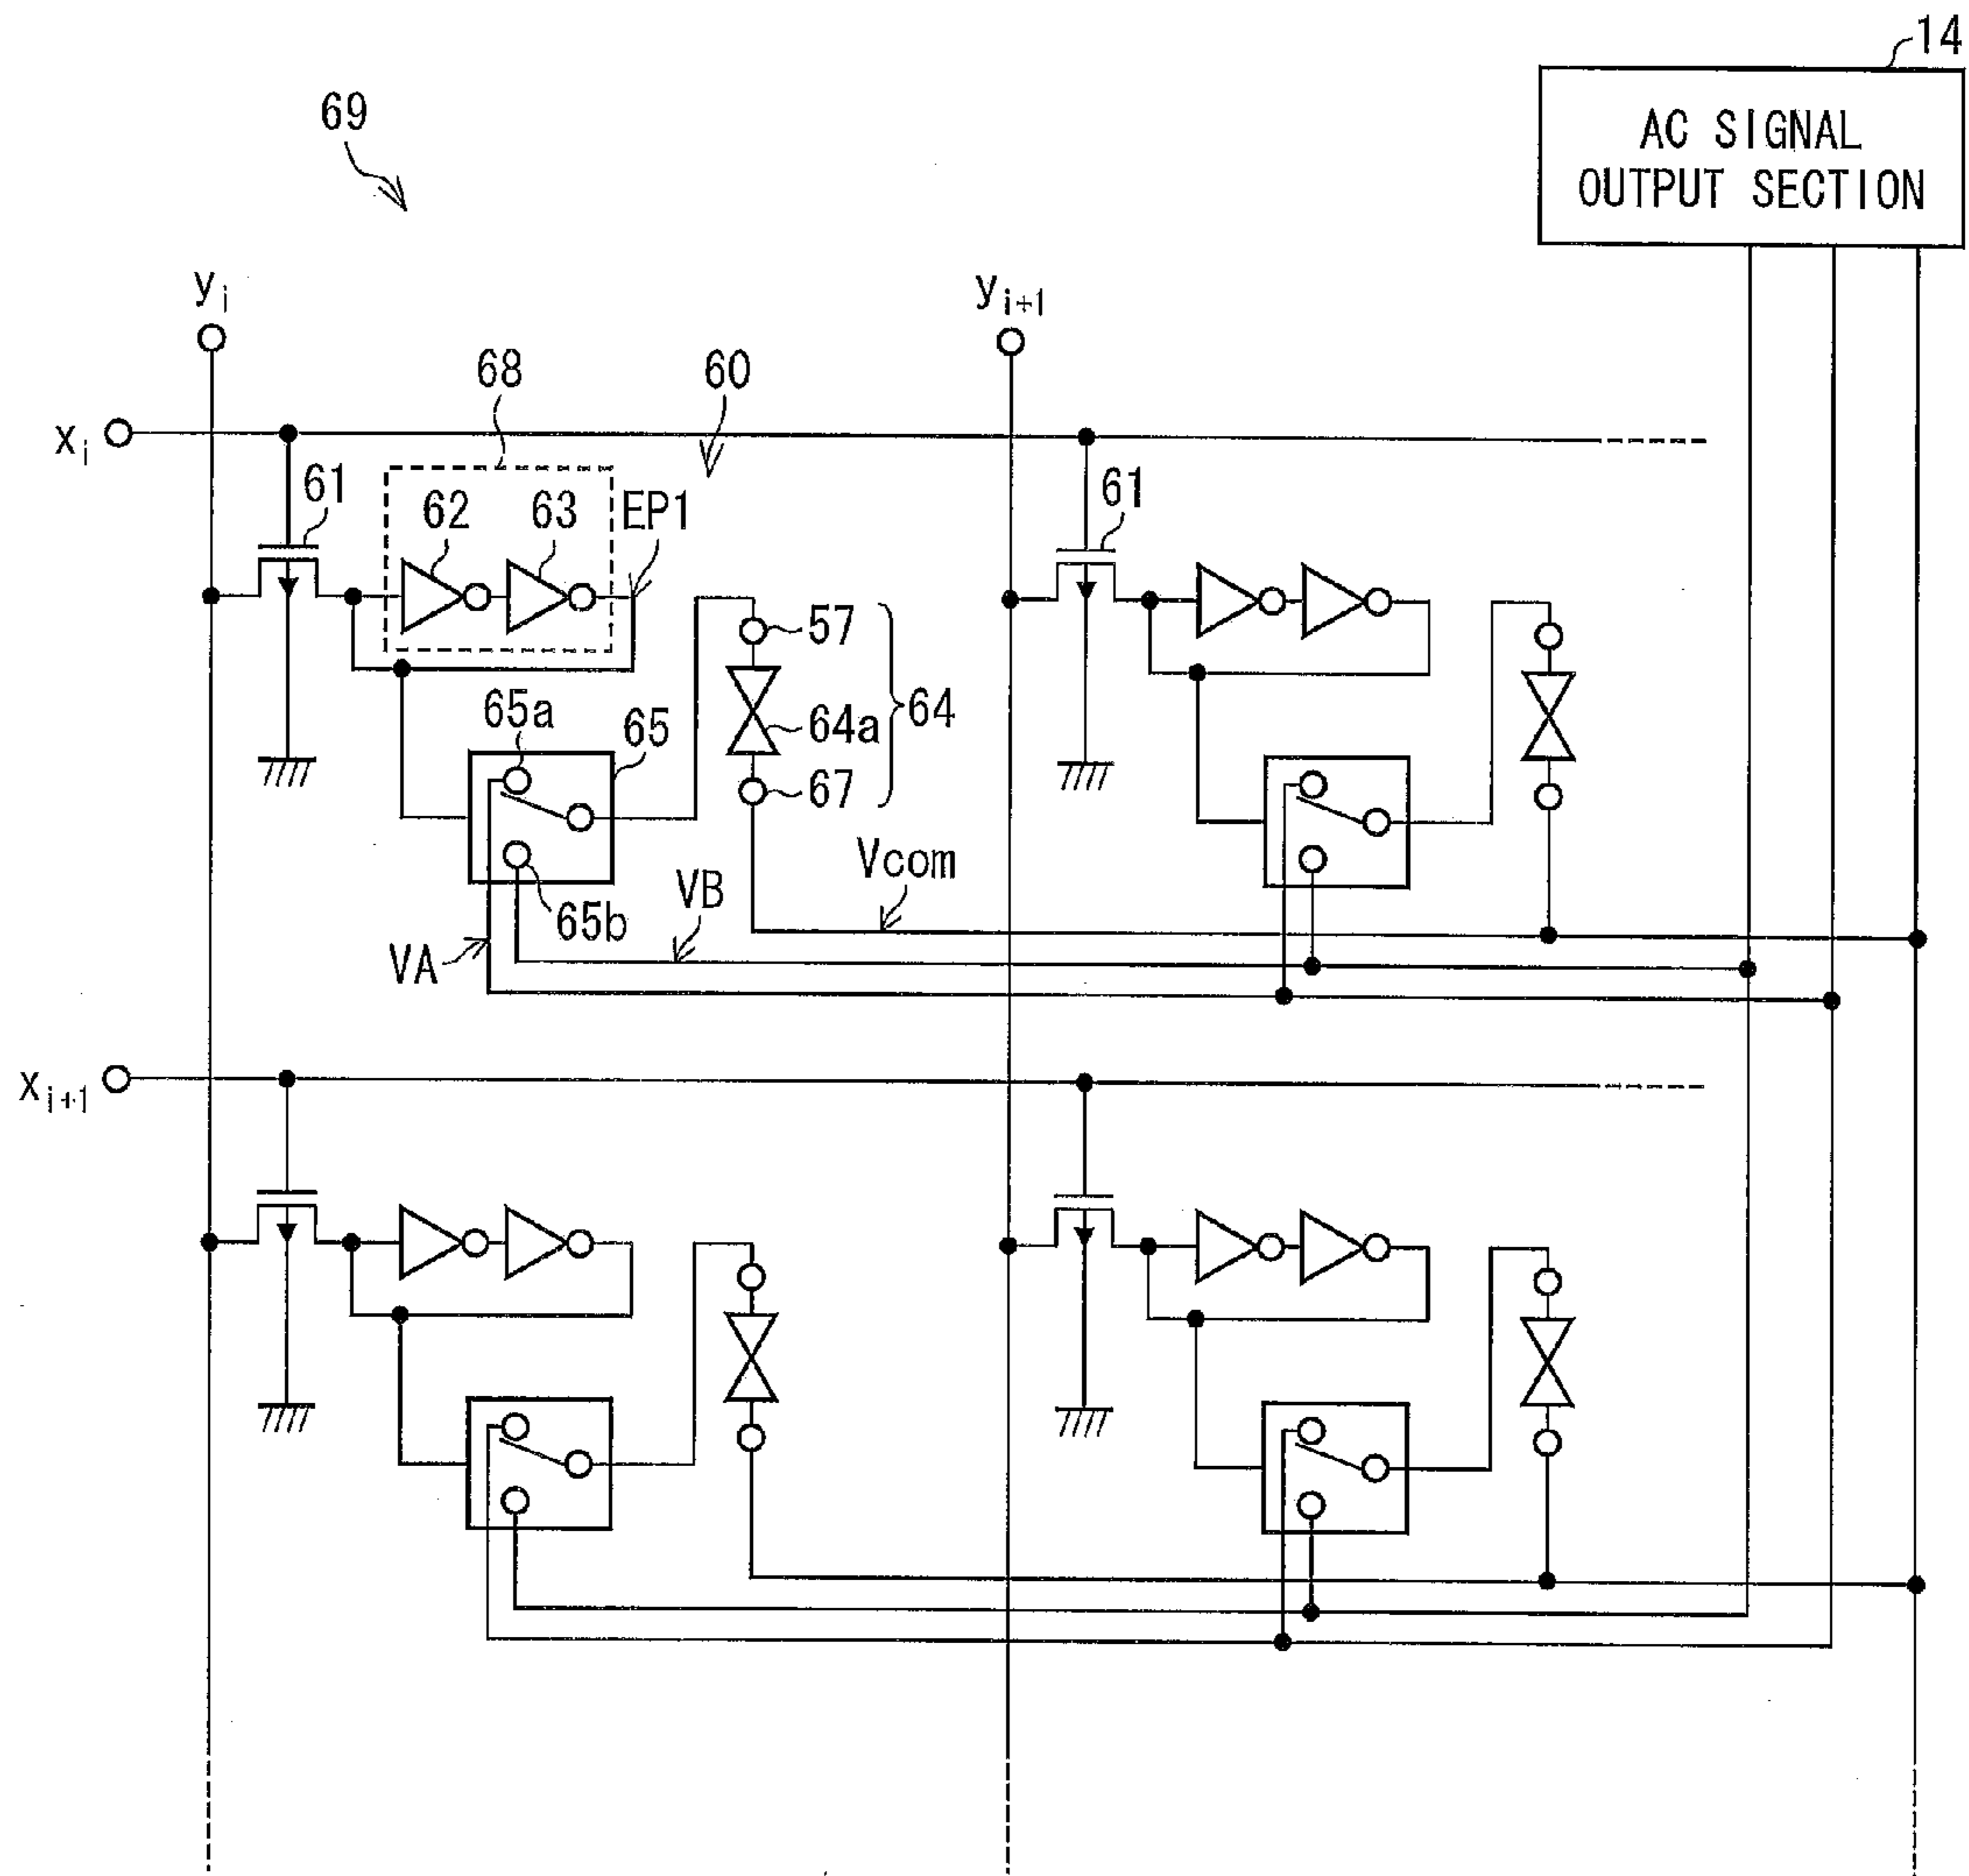 14
AC SIGNAL
OUTPUT SECTION
69
yi
yi+1
68
60
xi
61
62
63
EP1
61
57
64
65a
65
64a
67
Vcom
VB
65b
VA
xi+1